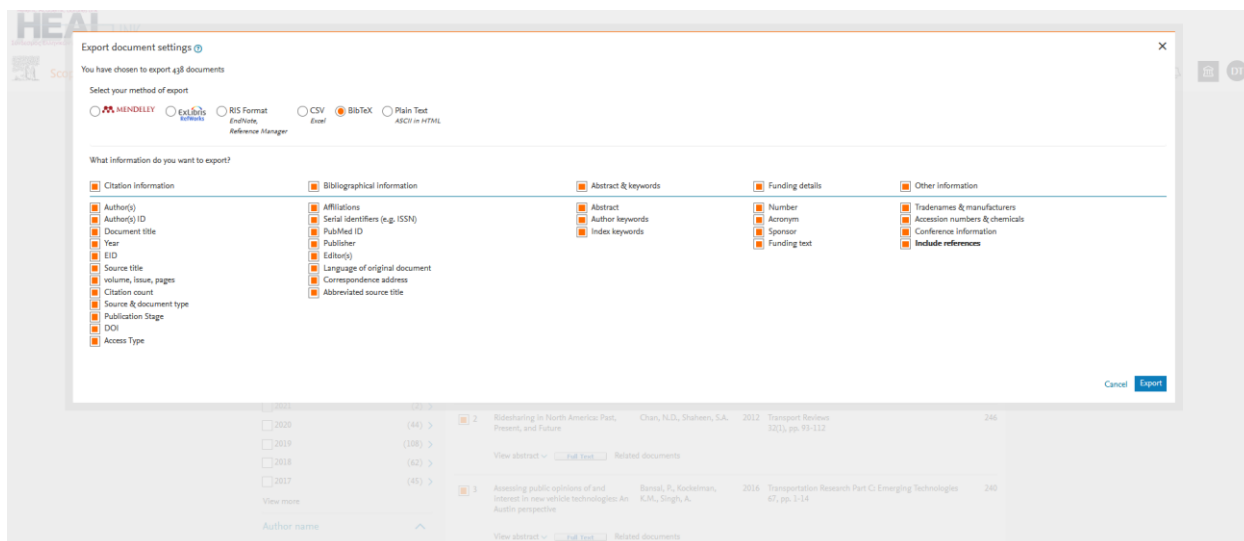 HEAL LINK
Export document settings
You have chosen to export 438 documents
Select your method of export
MENDELEY
ExLibris
RefWorks
RIS Format
EndNote,
Reference Manager
CSV
Excel
BibTeX
Plain Text
ASCII in HTML
What information do you want to export?
Citation information
Author(s)
Author(s) ID
Document title
Year
EID
Source title
volume, issue, pages
Citation count
Source & document type
Publication Stage
DOI
Access Type
Bibliographical information
Affiliations
Serial identifiers (e.g. ISSN)
PubMed ID
Publisher
Editor(s)
Language of original document
Correspondence address
Abbreviated source title
Abstract & keywords
Abstract
Author keywords
Index keywords
Funding details
Number
Acronym
Sponsor
Funding text
Other information
Tradenames & manufacturers
Accession numbers & chemicals
Conference information
Include references
Cancel Export
DT
2021 (2)
2020 (44)
2019 (108)
2018 (62)
2017 (45)
View more
Author name
2 Ridesharing in North America: Past, Chan, N.D., Shaheen, S.A. 2012 Transport Reviews 246
Present, and Future 32(1), pp. 93-112
View abstract Full Text Related documents
3 Assessing public opinions of and Bansal, P., Kockelman, 2016 Transportation Research Part C: Emerging Technologies 240
interest in new vehicle technologies: An K.M., Singh, A. 67, pp. 1-14
Austin perspective
View abstract Full Text Related documents